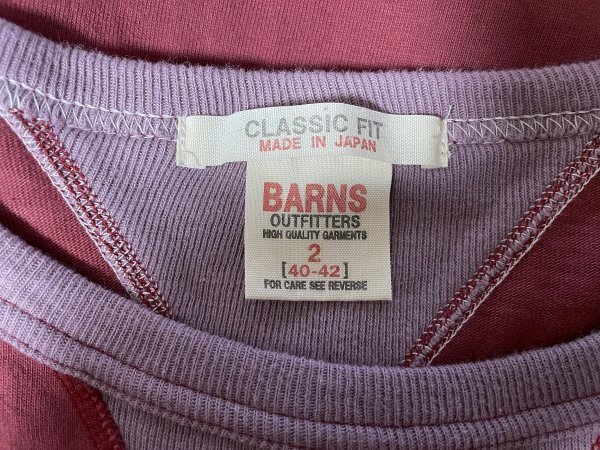 CLASSIC FIT
MADE IN JAPAN
BARNS
OUTFITTERS
HIGH QUALITY GARMENTS
2
[40-42]
FOR CARE SEE REVERSE